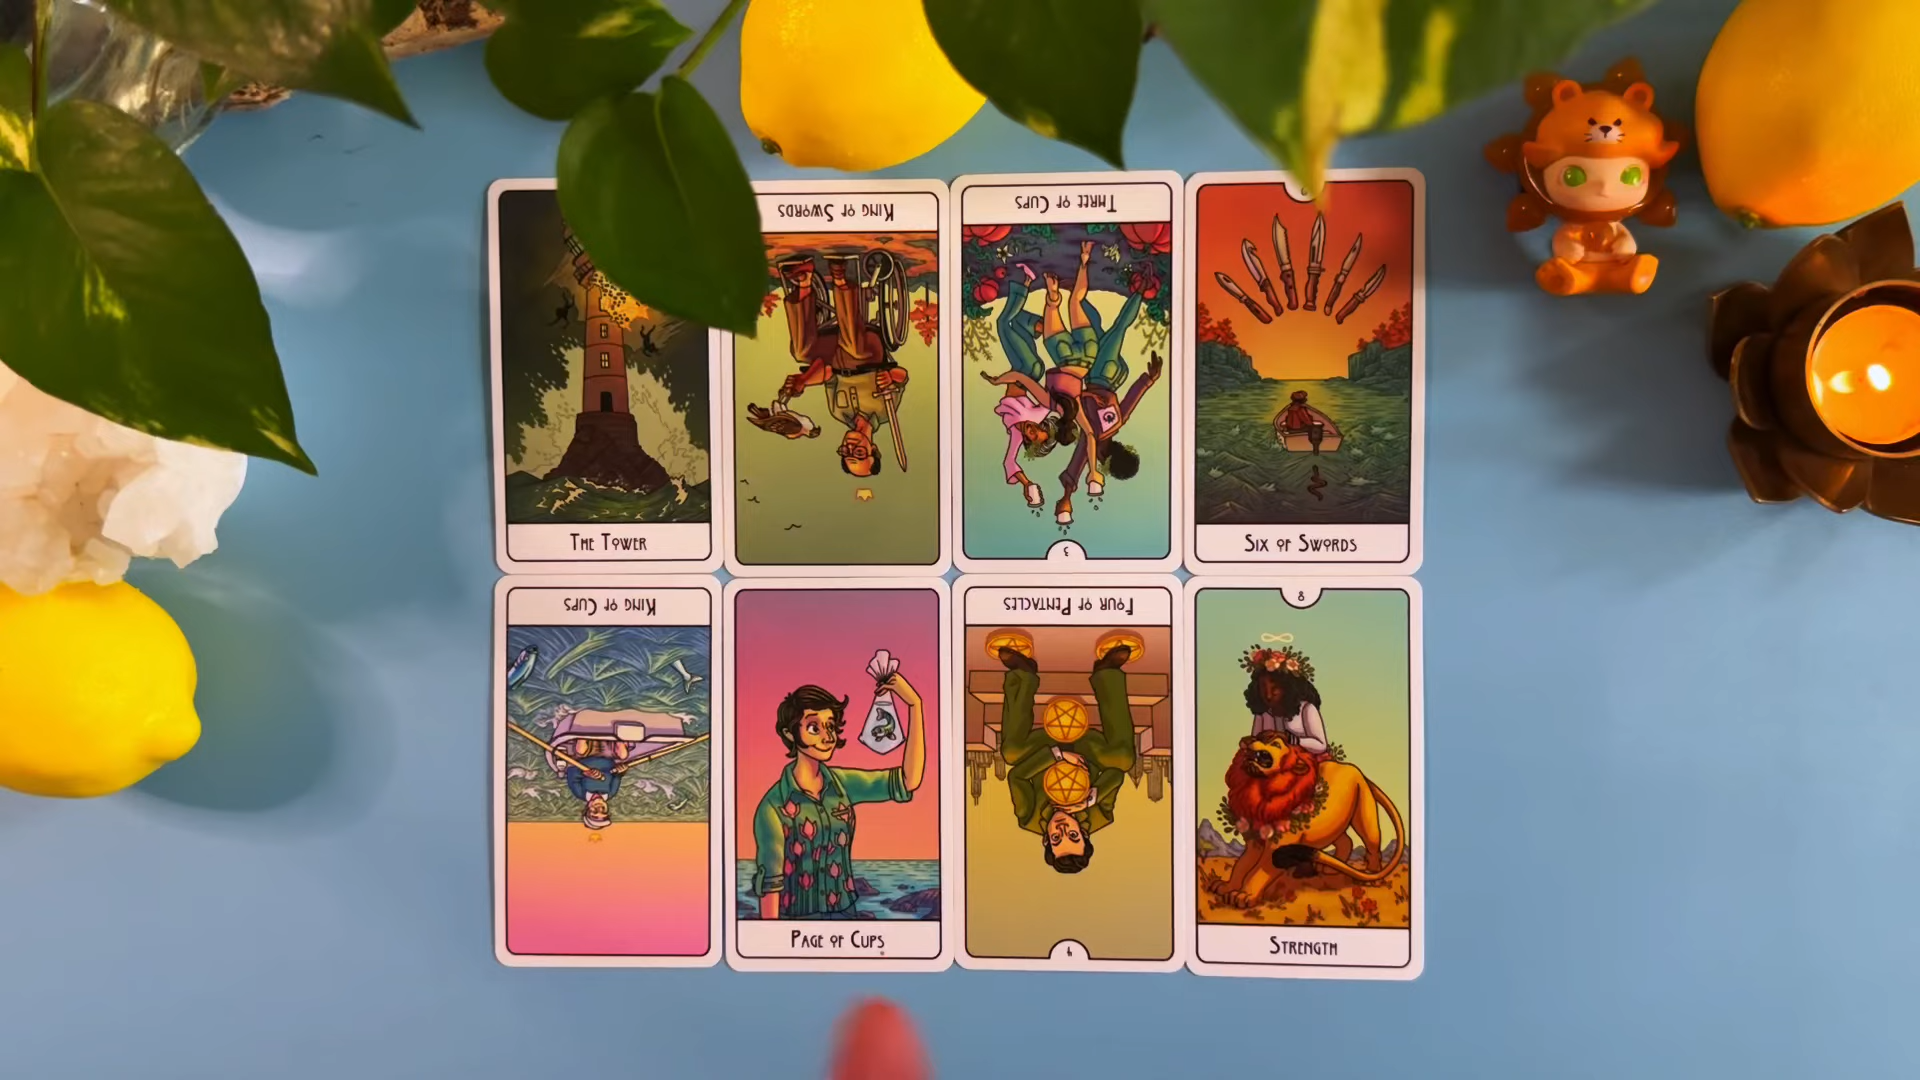 KING OF SWORDS
THREE OF CUPS
THE TOWER
3
SIX OF SWORDS
KING OF CUPS
FOUR OF PENTACLES
8
PAGE OF CUPS
4
STRENGTH